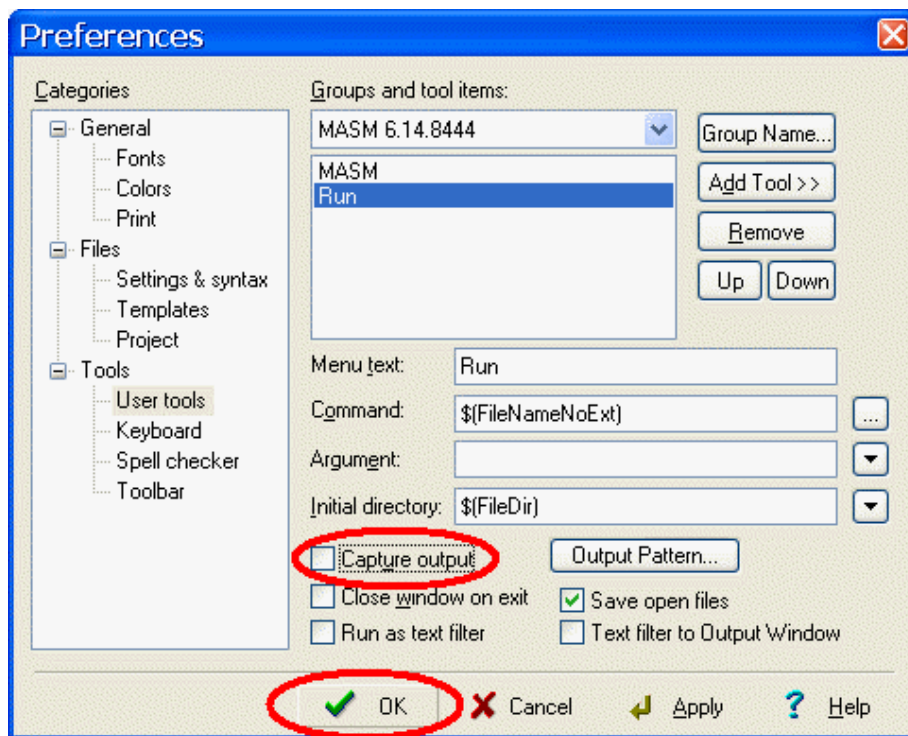 Preferences
Categories
General
Fonts
Colors
Print
Files
Settings & syntax
Templates
Project
Tools
User tools
Keyboard
Spell checker
Toolbar
Groups and tool items:
MASM 6.14.8444
MASM
Run
Group Name...
Add Tool >>
Remove
Up Down
Menu text: Run
Command: $(FileNameNoExt) ...
Argument:
Initial directory: $(FileDir)
Capture output Output Pattern...
Close window on exit Save open files
Run as text filter Text filter to Output Window
OK Cancel Apply ? Help